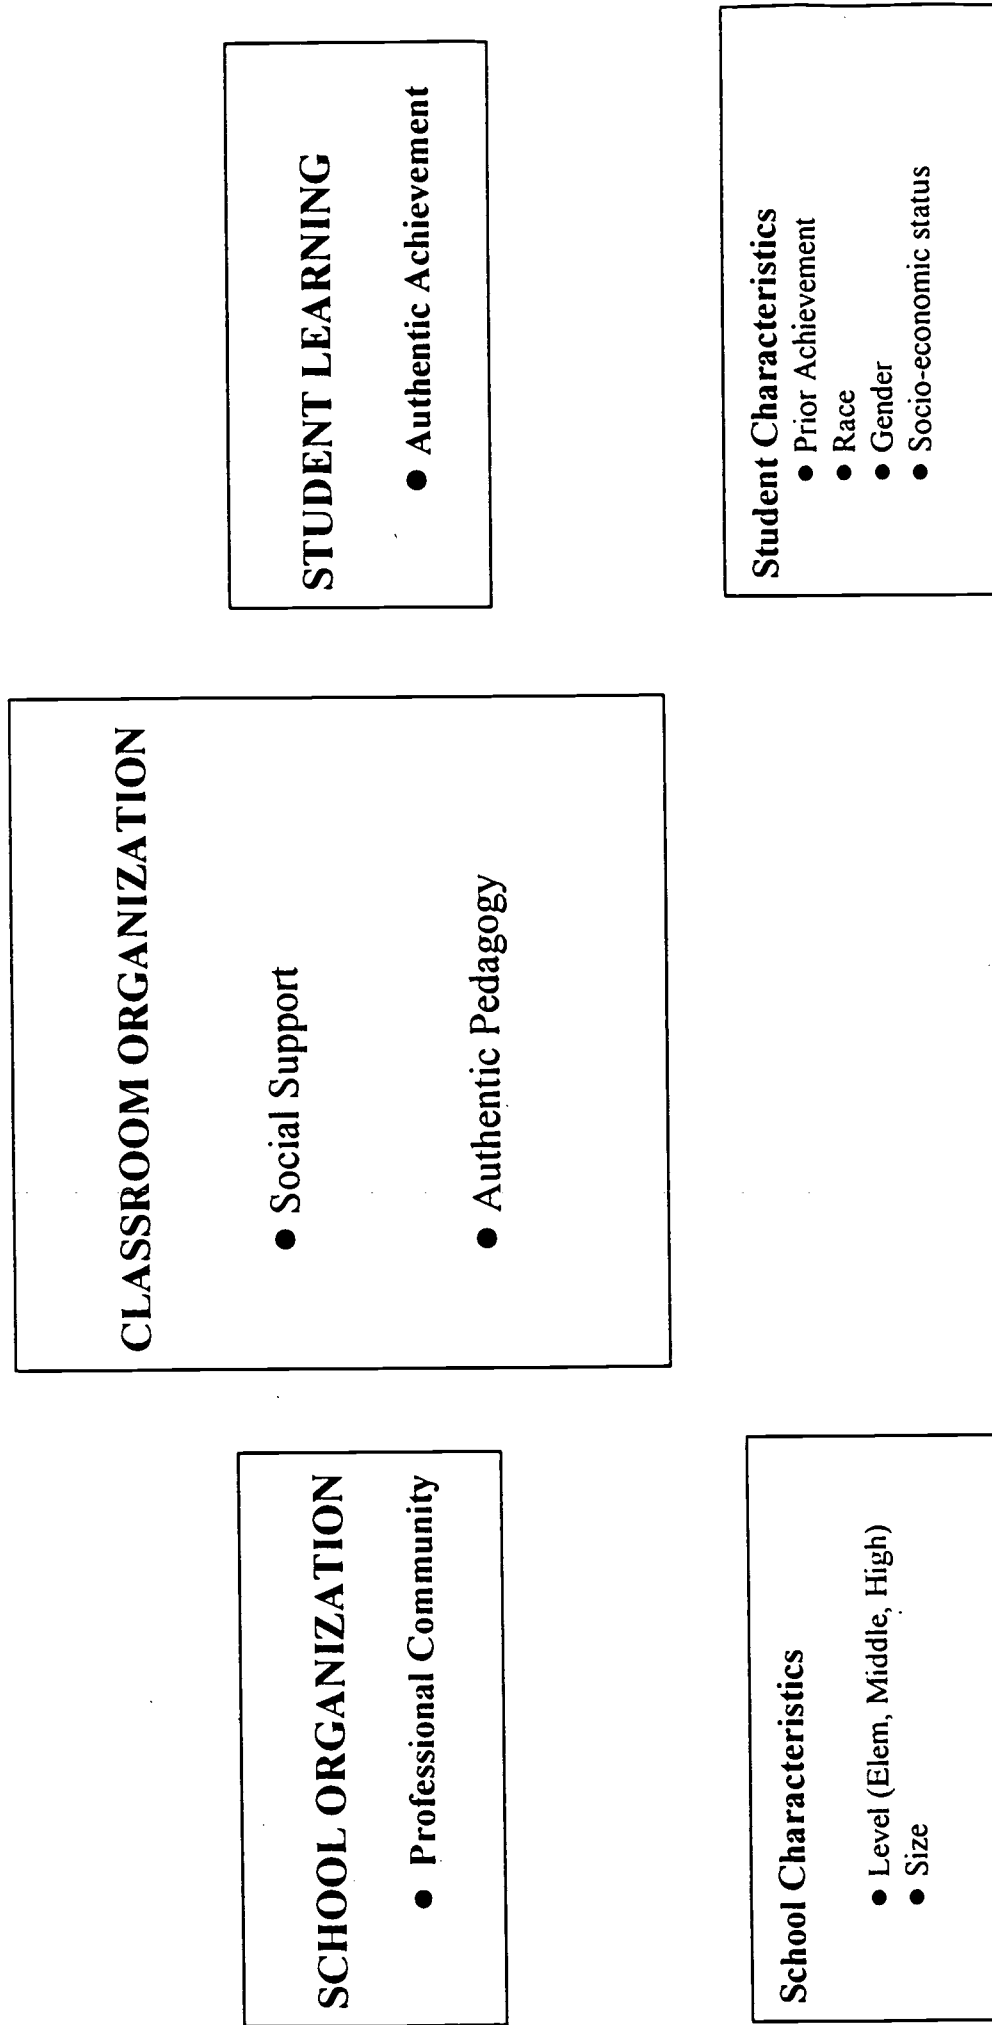 SCHOOL ORGANIZATION
● Professional Community
CLASSROOM ORGANIZATION
● Social Support
● Authentic Pedagogy
STUDENT LEARNING
● Authentic Achievement
School Characteristics
● Level (Elem, Middle, High)
● Size
Student Characteristics
● Prior Achievement
● Race
● Gender
● Socio-economic status